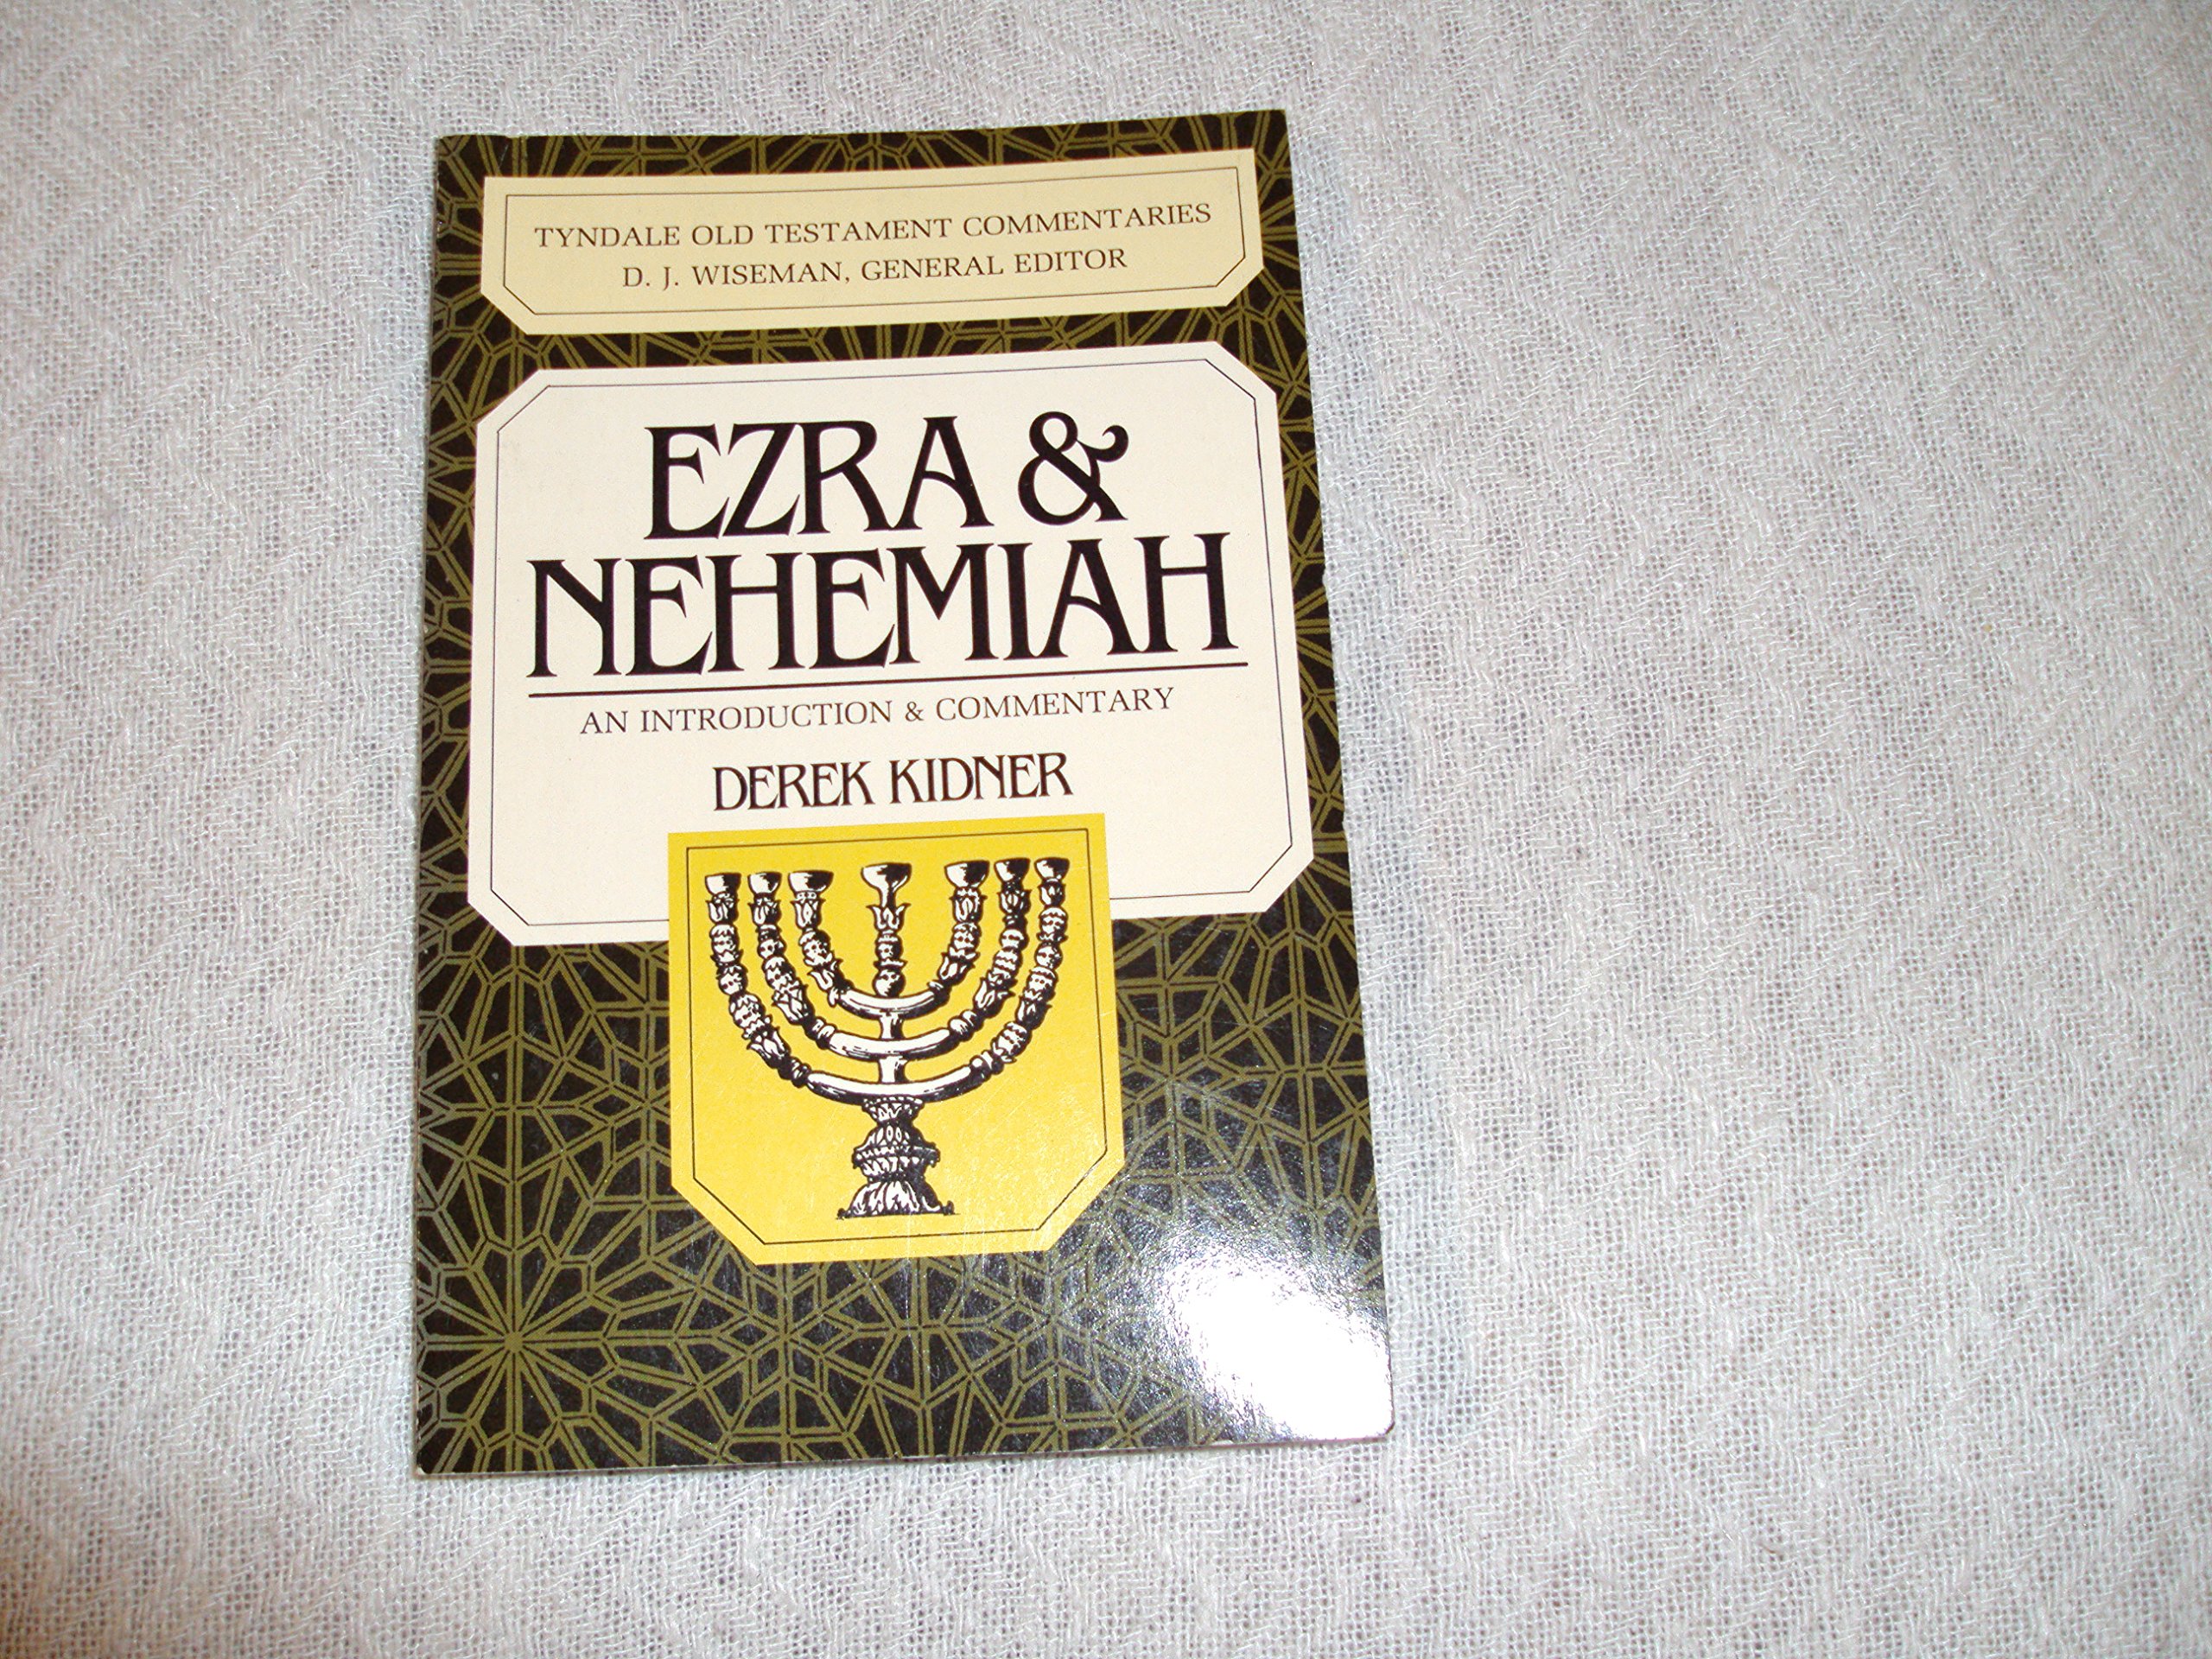 TYNDALE OLD TESTAMENT COMMENTARIES
D. J. WISEMAN, GENERAL EDITOR
EZRA &
NEHEMIAH
AN INTRODUCTION & COMMENTARY
DEREK KIDNER